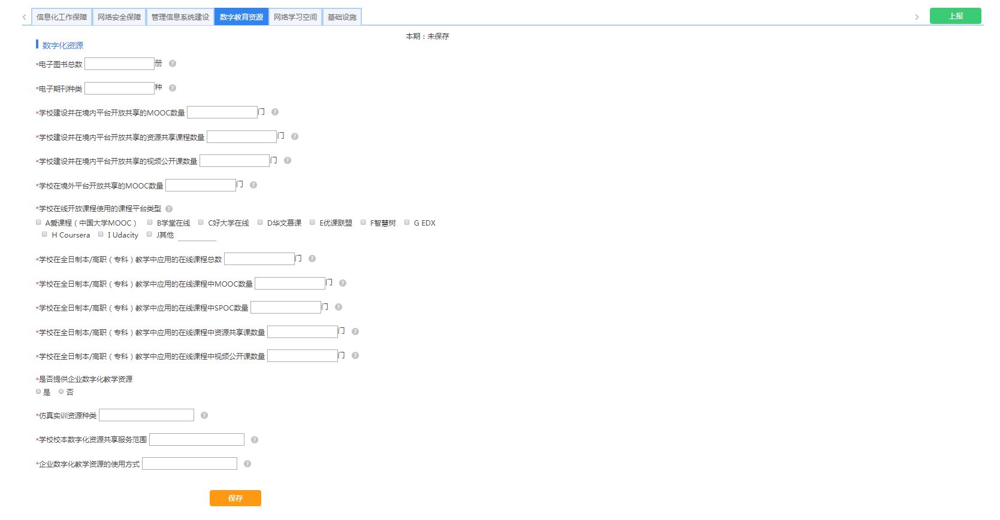 信息化工作保障 网络安全保障 管理信息系统建设 数字教育资源 网络学习空间 基础设施 上报
本期：未保存
数字化资源
*电子图书总数 册
*电子期刊种类 种
*学校建设并在境内平台开放共享的MOOC数量 门
*学校建设并在境内平台开放共享的资源共享课程数量 门
*学校建设并在境内平台开放共享的视频公开课数量 门
*学校在境外平台开放共享的MOOC数量 门
*学校在线开放课程使用的课程平台类型
A爱课程（中国大学MOOC） B学堂在线 C好大学在线 D华文慕课 E优课联盟 F智慧树 G EDX
H Coursera I Udacity J其他
*学校在全日制本/高职（专科）教学中应用的在线课程总数 门
*学校在全日制本/高职（专科）教学中应用的在线课程中MOOC数量 门
*学校在全日制本/高职（专科）教学中应用的在线课程中SPOC数量 门
*学校在全日制本/高职（专科）教学中应用的在线课程中资源共享课数量 门
*学校在全日制本/高职（专科）教学中应用的在线课程中视频公开课数量 门
*是否提供企业数字化教学资源
是 否
*仿真实训资源种类
*学校校本数字化资源共享服务范围
*企业数字化教学资源的使用方式
保存